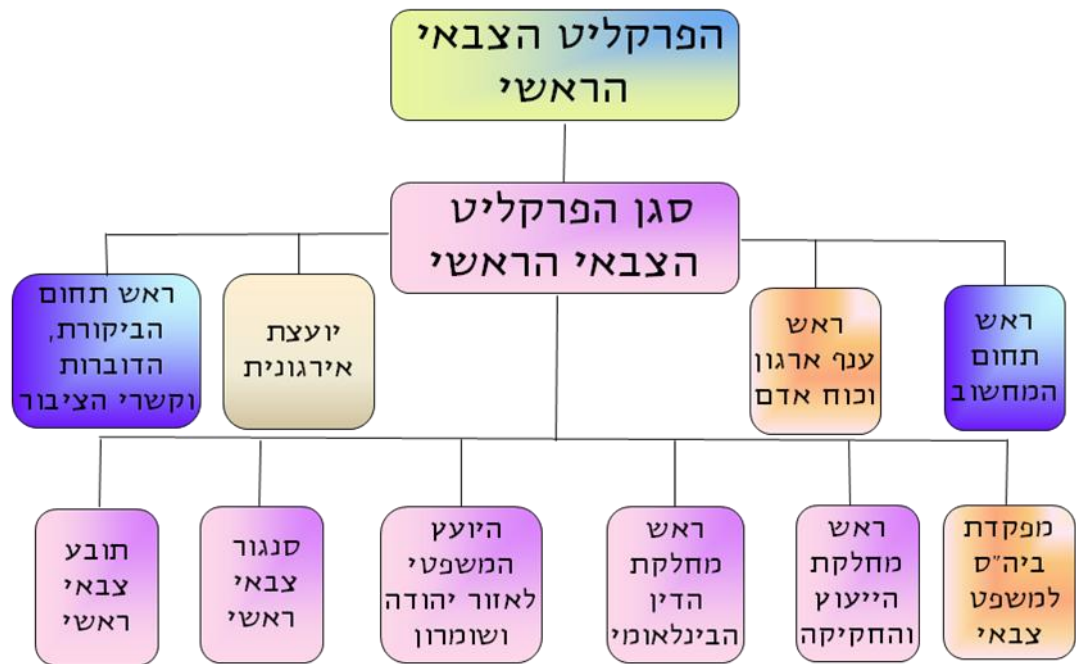 הפרקליט הצבאי
הראשי
סגן הפרקליט
הצבאי הראשי
ראש
תחום
המחשוב
ראש
ענף ארגון
וכוח אדם
יועצת
אירגונית
ראש תחום
הביקורת,
הדוברות
וקשרי הציבור
מפקדת
ביה"ס
למשפט
צבאי
ראש
מחלקת
הייעוץ
והחקיקה
ראש
מחלקת
הדין
הבינלאומי
היועץ
המשפטי
לאזור יהודה
ושומרון
סנגור
צבאי
ראשי
תובע
צבאי
ראשי